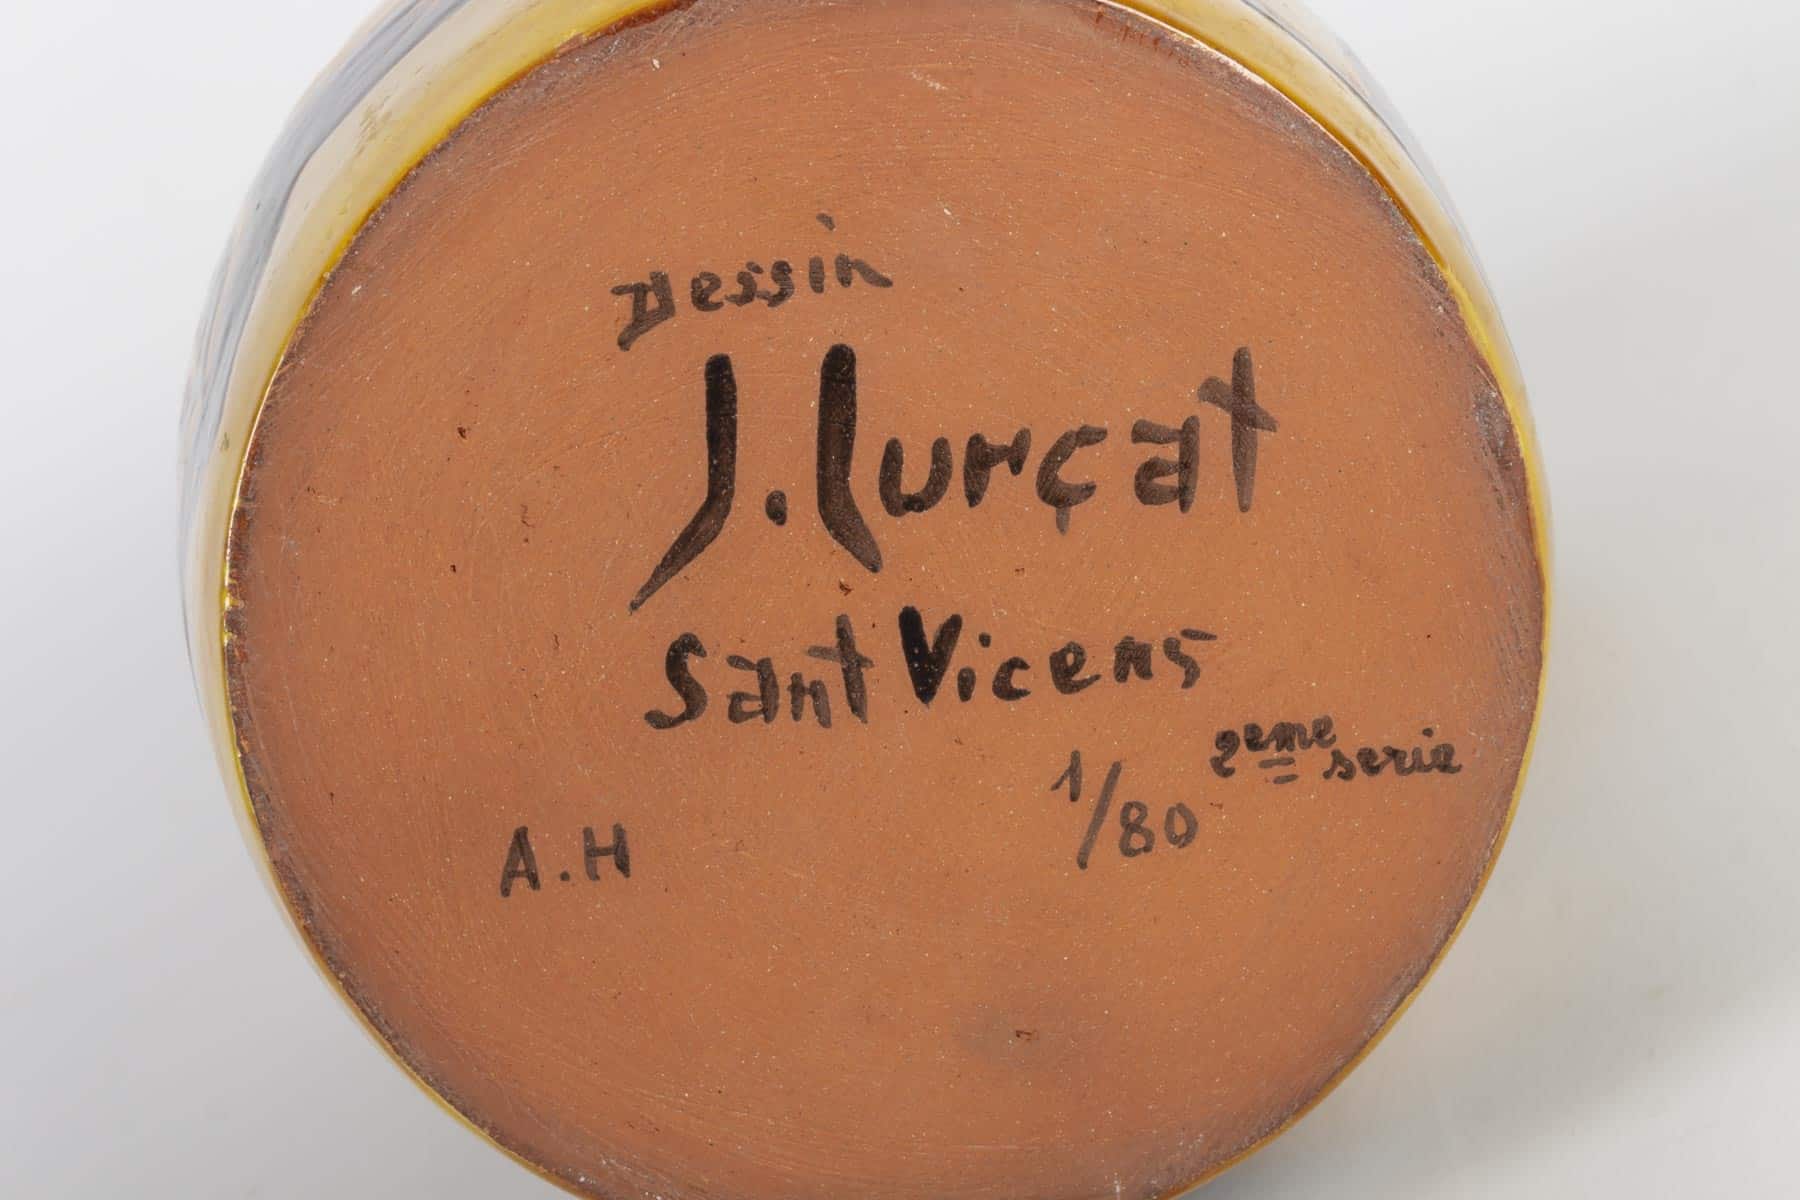 Dessin
J. Lurçat
Sant Vicens
1/80 2eme serie
A.H